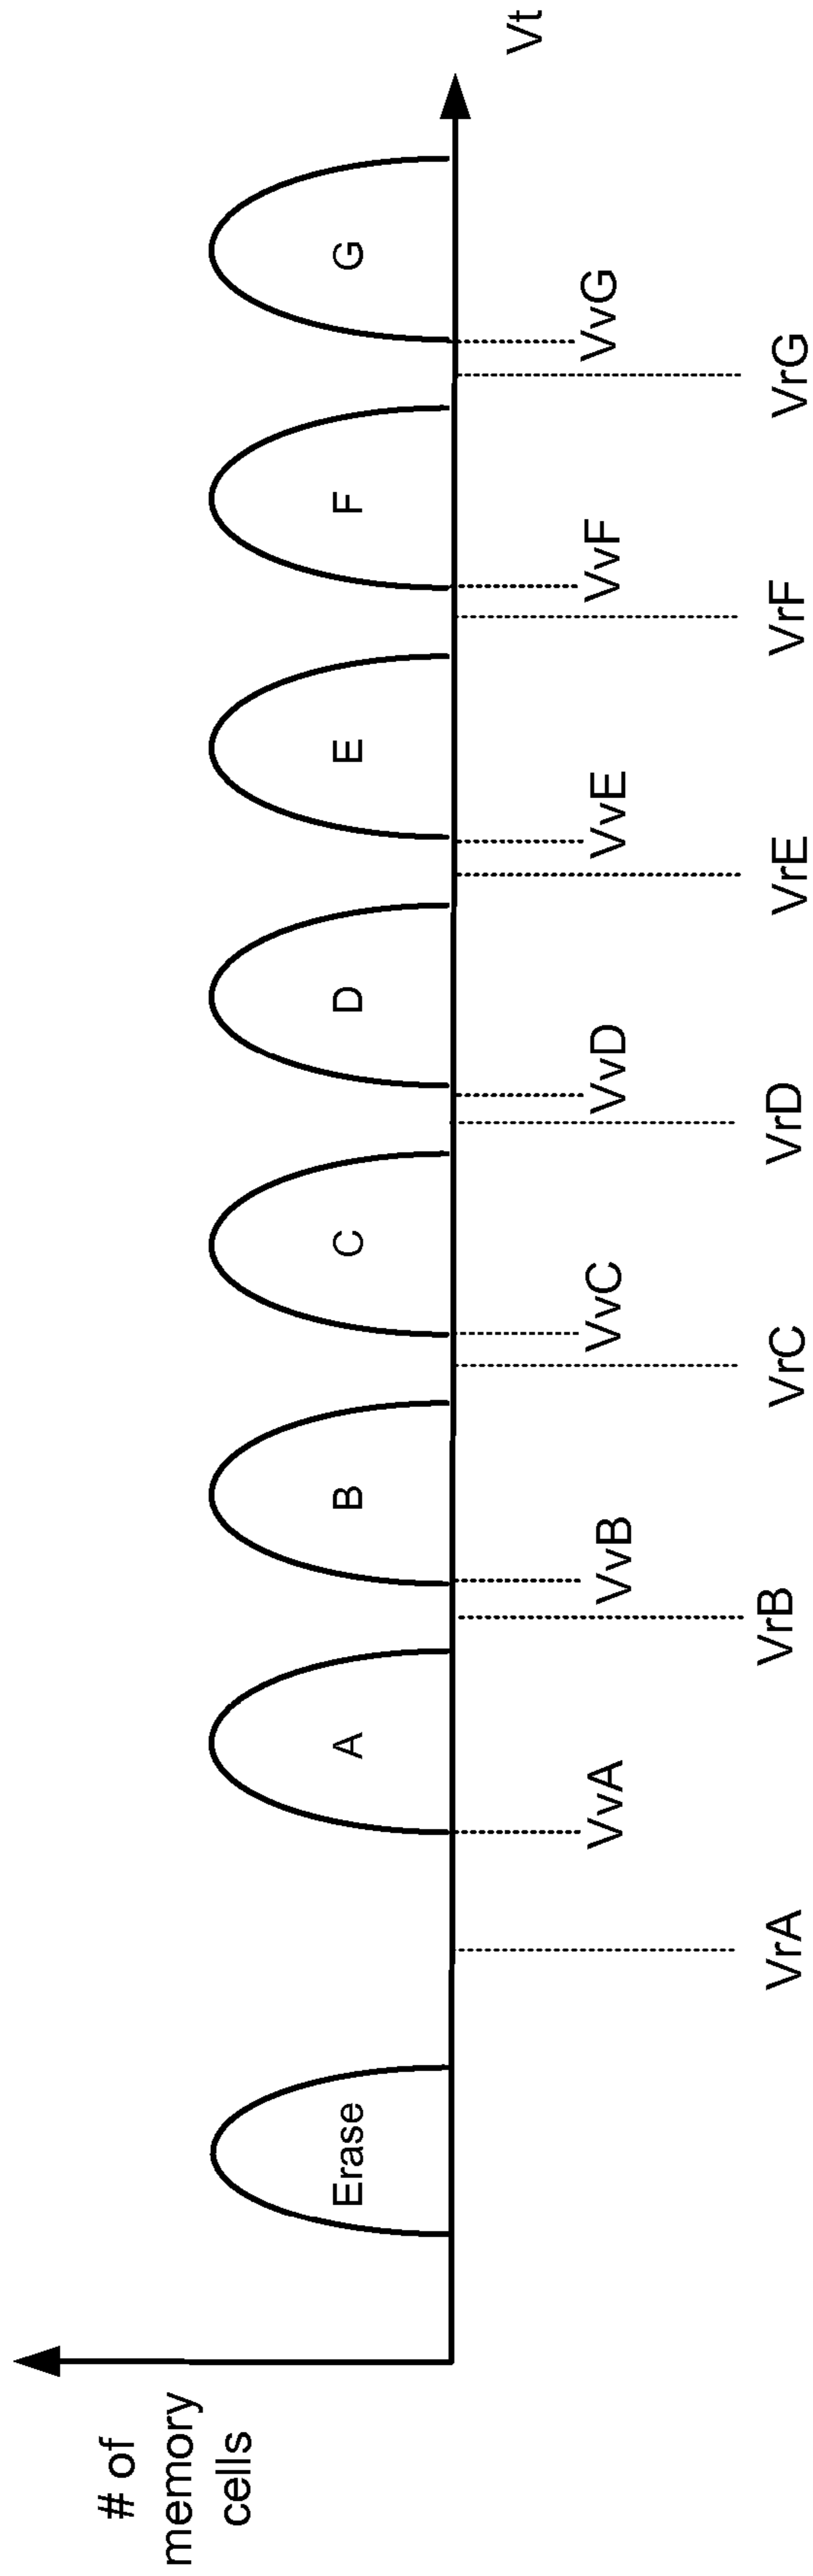 # of
memory
cells
Erase
A
B
C
D
E
F
G
Vt
VvA
VvB
VvC
VvD
VvE
VvF
VvG
VrA
VrB
VrC
VrD
VrE
VrF
VrG